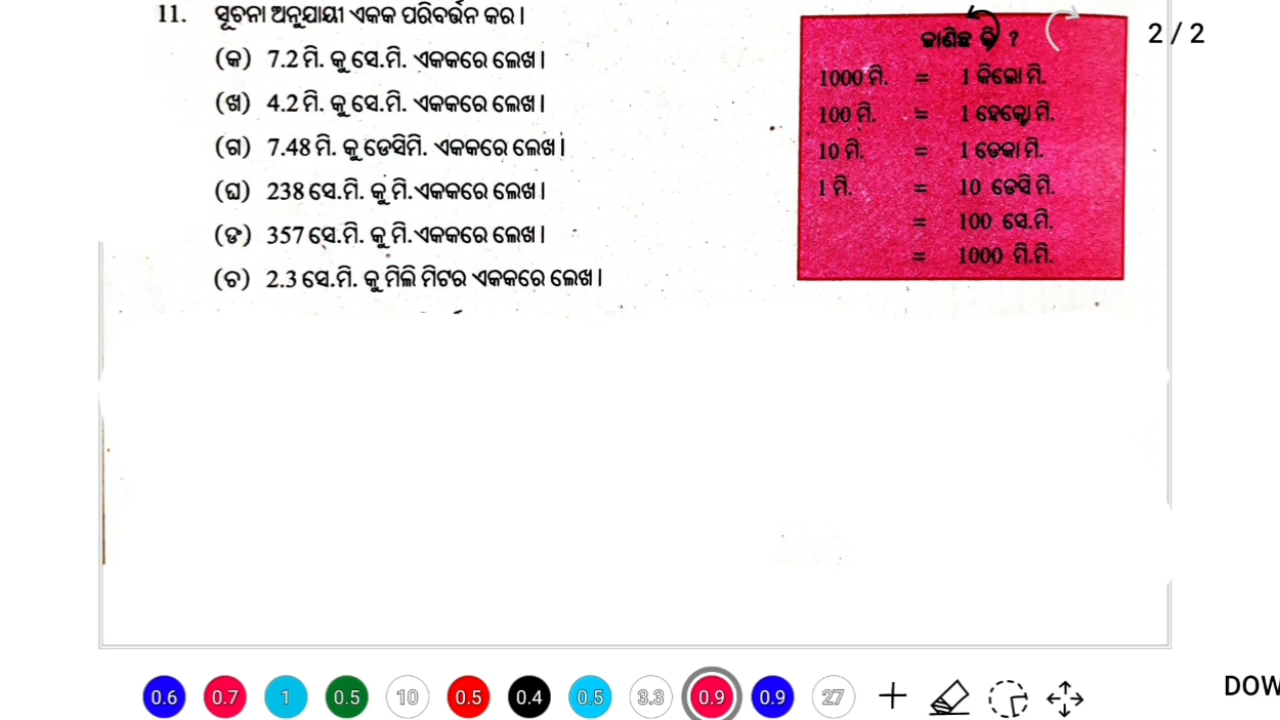 11. ସୂଚନା ଅନୁଯାୟୀ ଏକକ ପରିବର୍ତ୍ତନ କର।
(କ) 7.2 ମି. କୁ ସେ.ମି. ଏକକରେ ଲେଖ।
(ଖ) 4.2 ମି. କୁ ସେ.ମି. ଏକକରେ ଲେଖ।
(ଗ) 7.48 ମି. କୁ ଡେସିମି. ଏକକରେ ଲେଖ।
(ଘ) 238 ସେ.ମି. କୁ ମି. ଏକକରେ ଲେଖ।
(ଙ) 357 ସେ.ମି. କୁ ମି. ଏକକରେ ଲେଖ।
(ଚ) 2.3 ସେ.ମି. କୁ ମିଲି ମିଟର ଏକକରେ ଲେଖ।
ଜାଣିଛ କି ?
1000 ମି. = 1 କିଲୋ ମି.
100 ମି. = 1 ହେକ୍ଟୋ ମି.
10 ମି. = 1 ଡେକା ମି.
1 ମି. = 10 ଡେସି ମି.
= 100 ସେ.ମି.
= 1000 ମି.ମି.
2 / 2
0.6 0.7 1 0.5 10 0.5 0.4 0.5 3.3 0.9 0.9 27
DOW